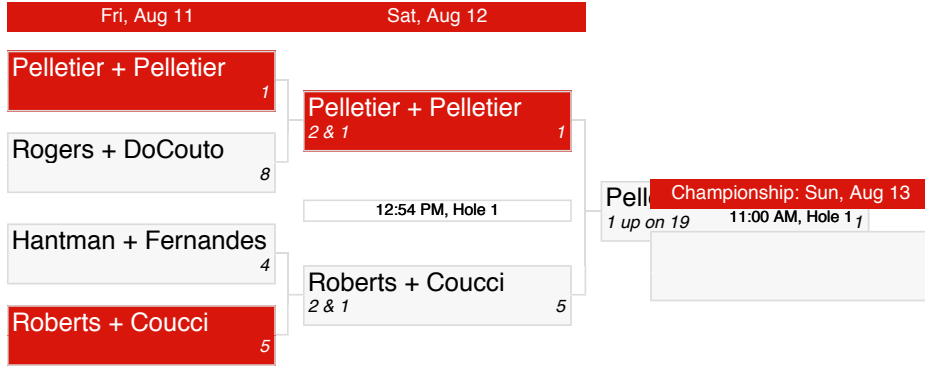 Fri, Aug 11
Sat, Aug 12
Pelletier + Pelletier
1
Rogers + DoCouto
8
Hantman + Fernandes
4
Roberts + Coucci
5
Pelletier + Pelletier
2 & 1 1
12:54 PM, Hole 1
Roberts + Coucci
2 & 1 5
Championship: Sun, Aug 13
11:00 AM, Hole 1
1 up on 19 1